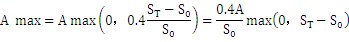 A max = A max(0，0.4 (S_T − S_0)/S_0) = 0.4A/S_0 max(0，S_T − S_0)